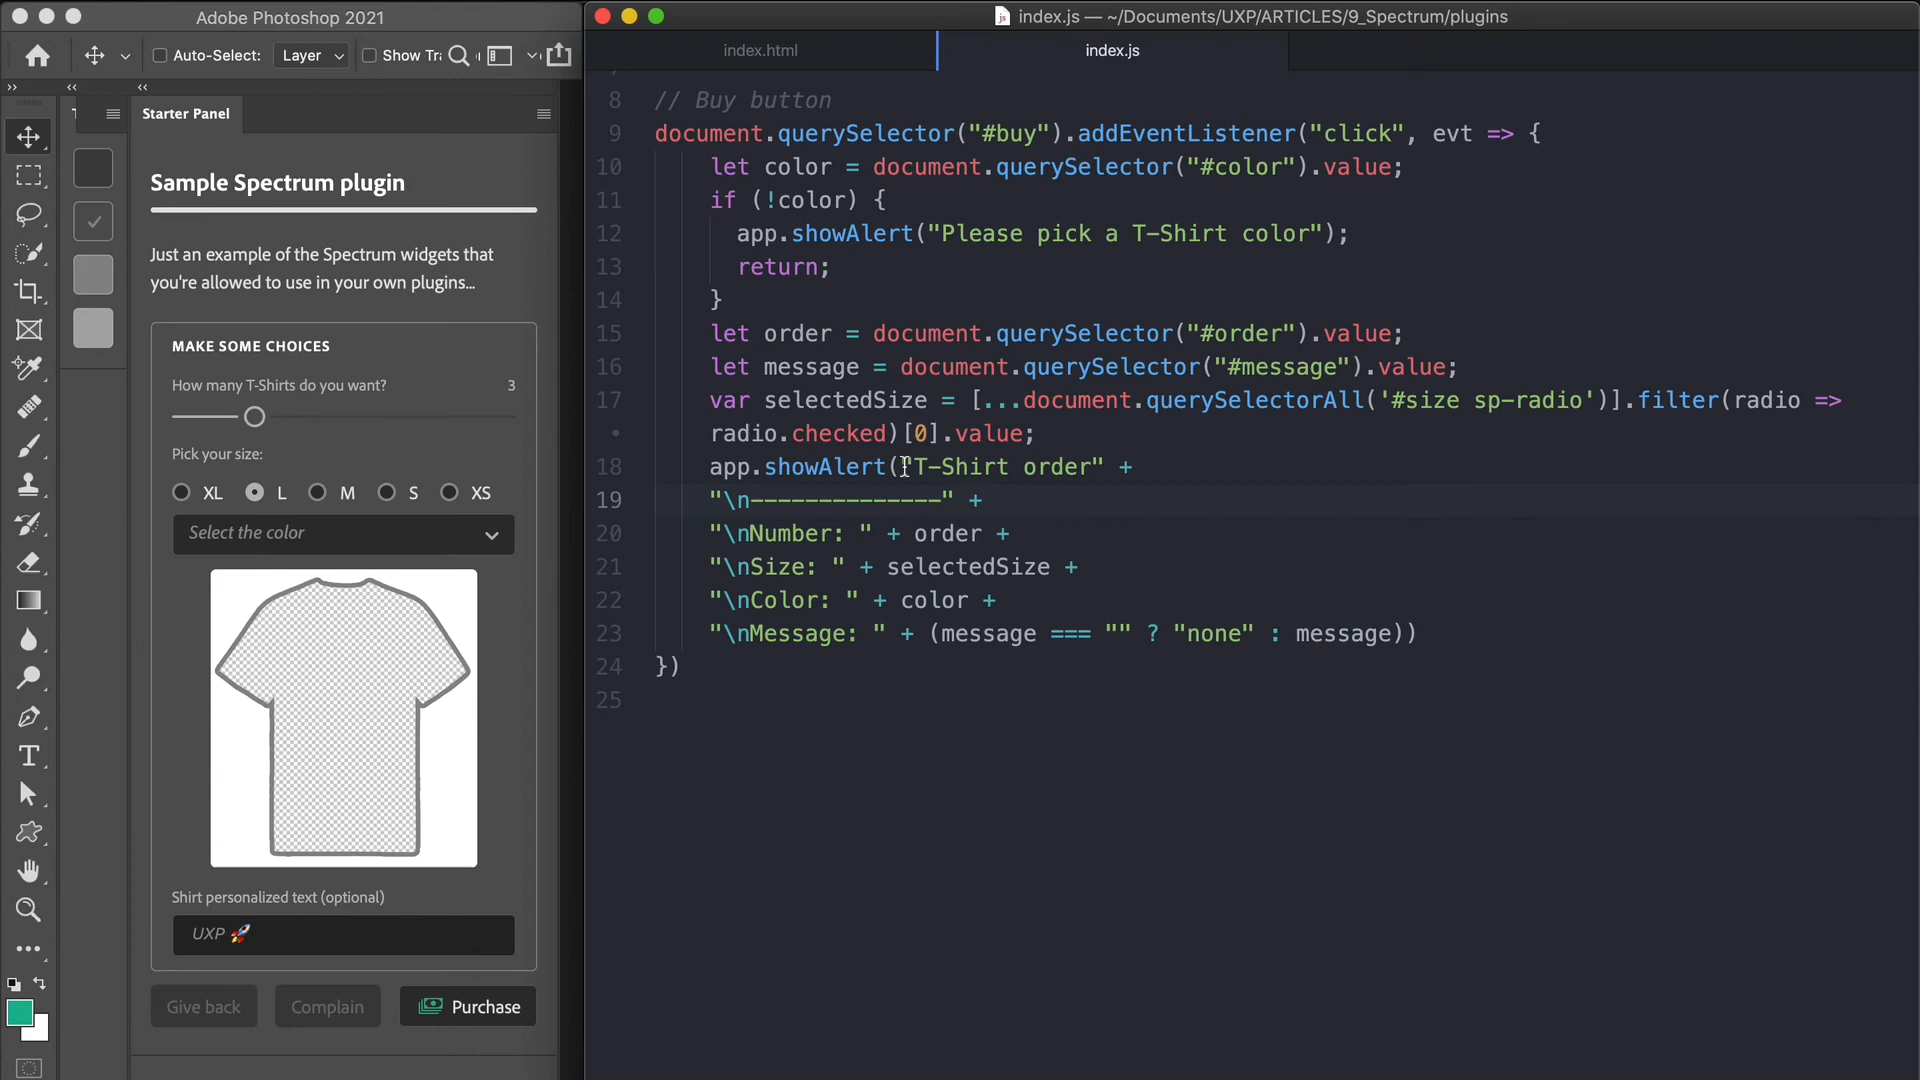 Adobe Photoshop 2021
Auto-Select:
Layer
Show Tra
Starter Panel
Sample Spectrum plugin
Just an example of the Spectrum widgets that
you're allowed to use in your own plugins...
MAKE SOME CHOICES
How many T-Shirts do you want? 3
Pick your size:
XL L M S XS
Select the color
Shirt personalized text (optional)
UXP 🚀
Give back
Complain
Purchase
index.js — ~/Documents/UXP/ARTICLES/9_Spectrum/plugins
index.html
index.js
8 // Buy button
9 document.querySelector("#buy").addEventListener("click", evt => {
10 let color = document.querySelector("#color").value;
11 if (!color) {
12 app.showAlert("Please pick a T-Shirt color");
13 return;
14 }
15 let order = document.querySelector("#order").value;
16 let message = document.querySelector("#message").value;
17 var selectedSize = [...document.querySelectorAll('#size sp-radio')].filter(radio =>
• radio.checked)[0].value;
18 app.showAlert("T-Shirt order" +
19 "\n--------------" +
20 "\nNumber: " + order +
21 "\nSize: " + selectedSize +
22 "\nColor: " + color +
23 "\nMessage: " + (message === "" ? "none" : message))
24 })
25